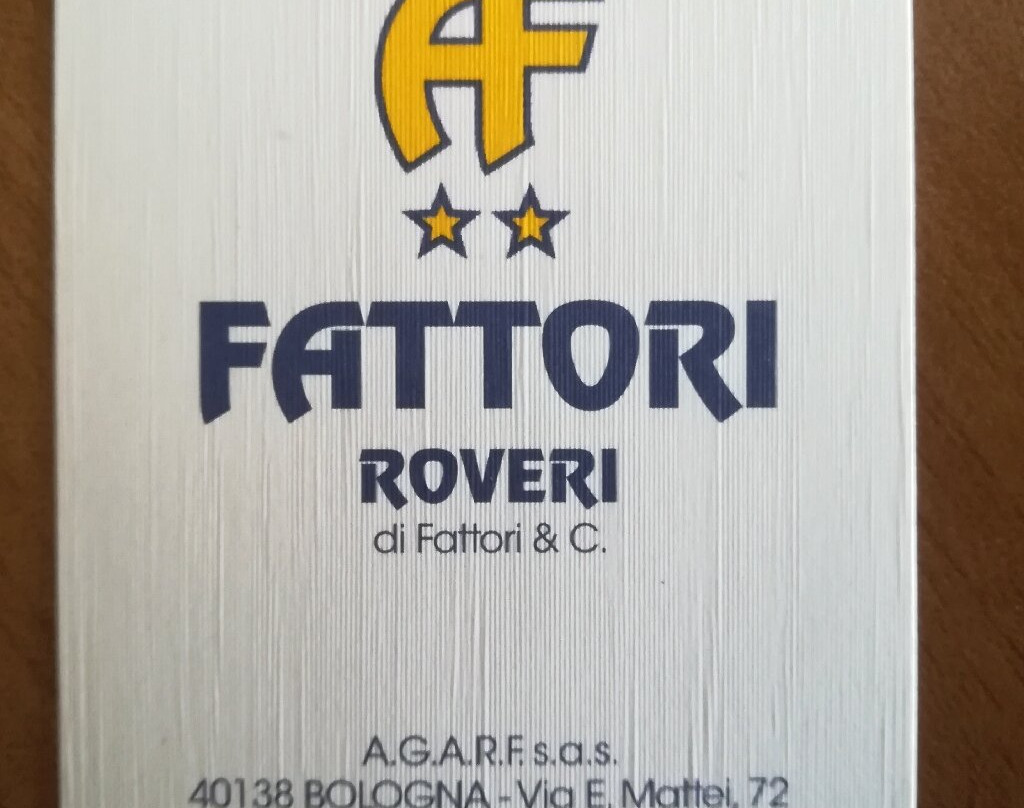 AF
FATTORI
ROVERI
di Fattori & C.
A.G.A.R.F. s.a.s.
40138 BOLOGNA - Via E. Mattei, 72